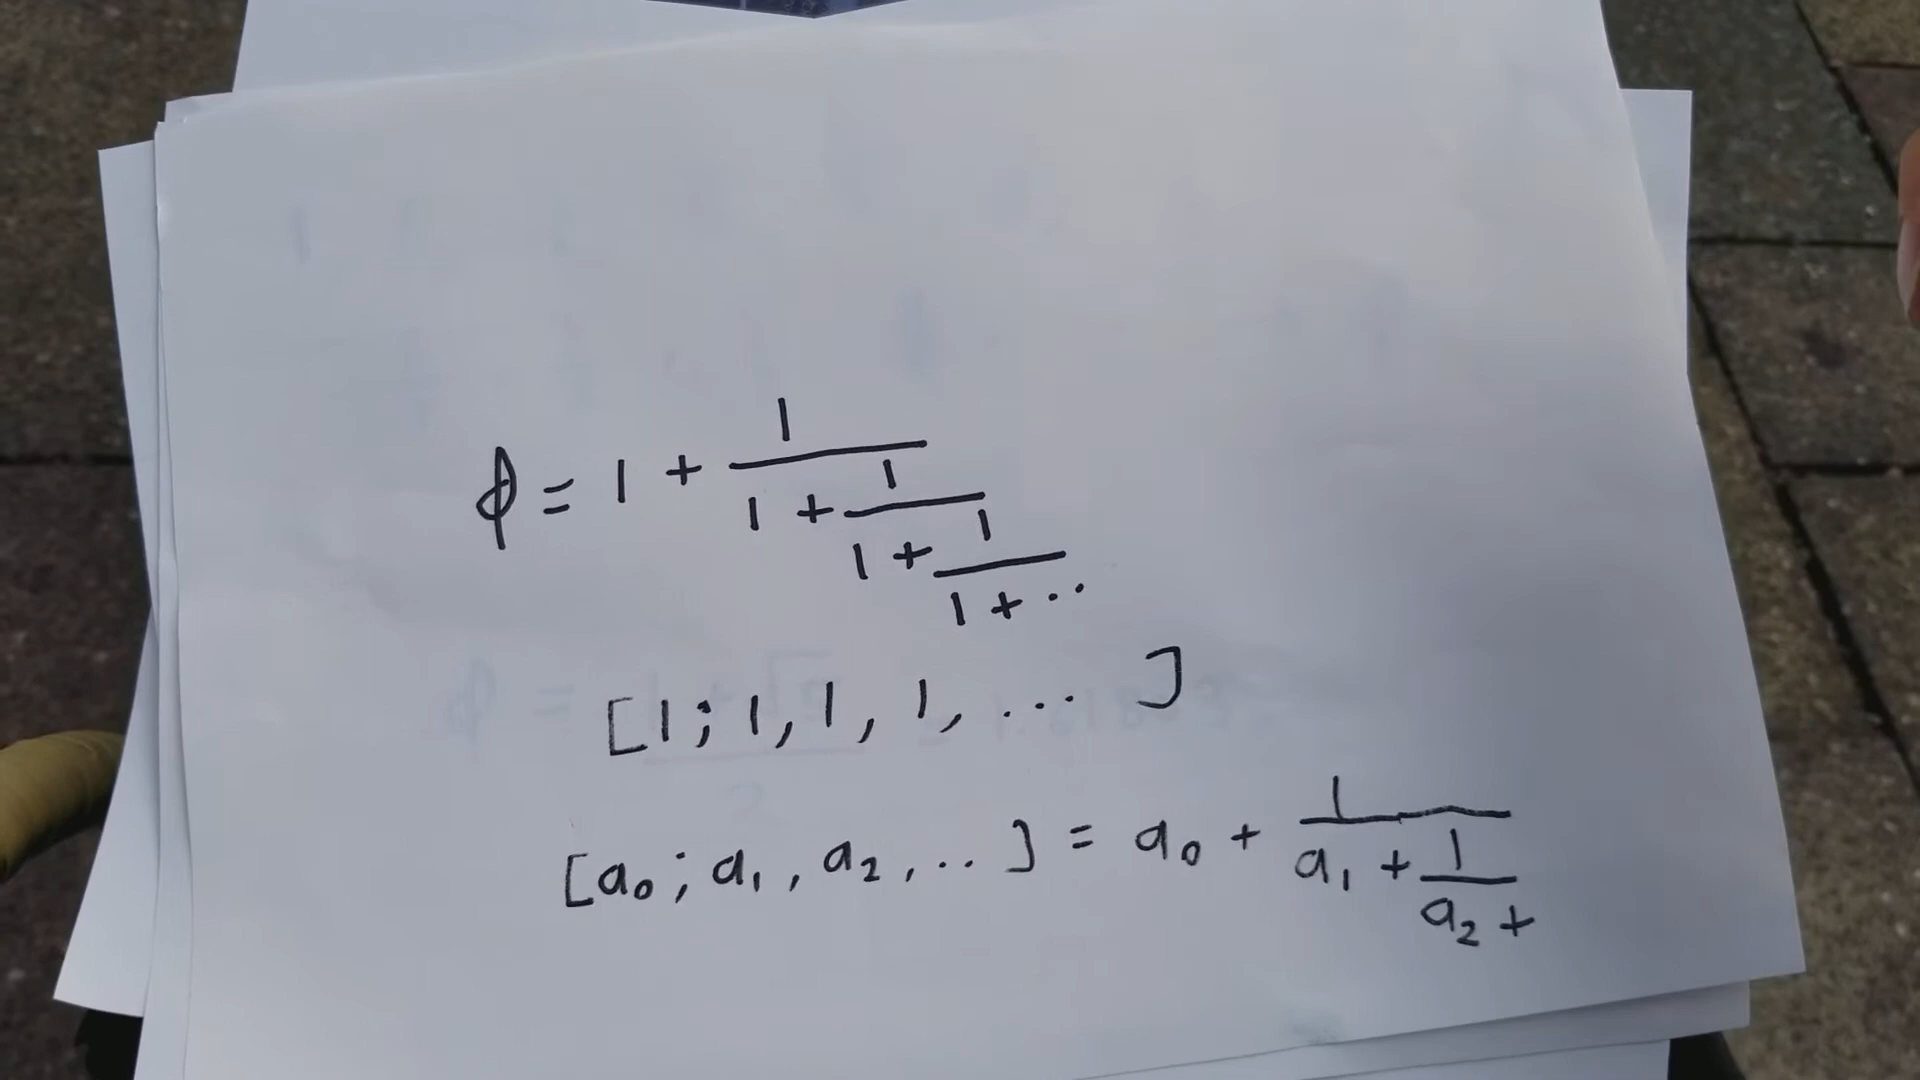 ϕ = 1 + 1/(1 + 1/(1 + 1/(1 + ..
[1; 1, 1, 1, ... ]
[a₀; a₁, a₂, .. ] = a₀ + 1/(a₁ + 1/(a₂ +